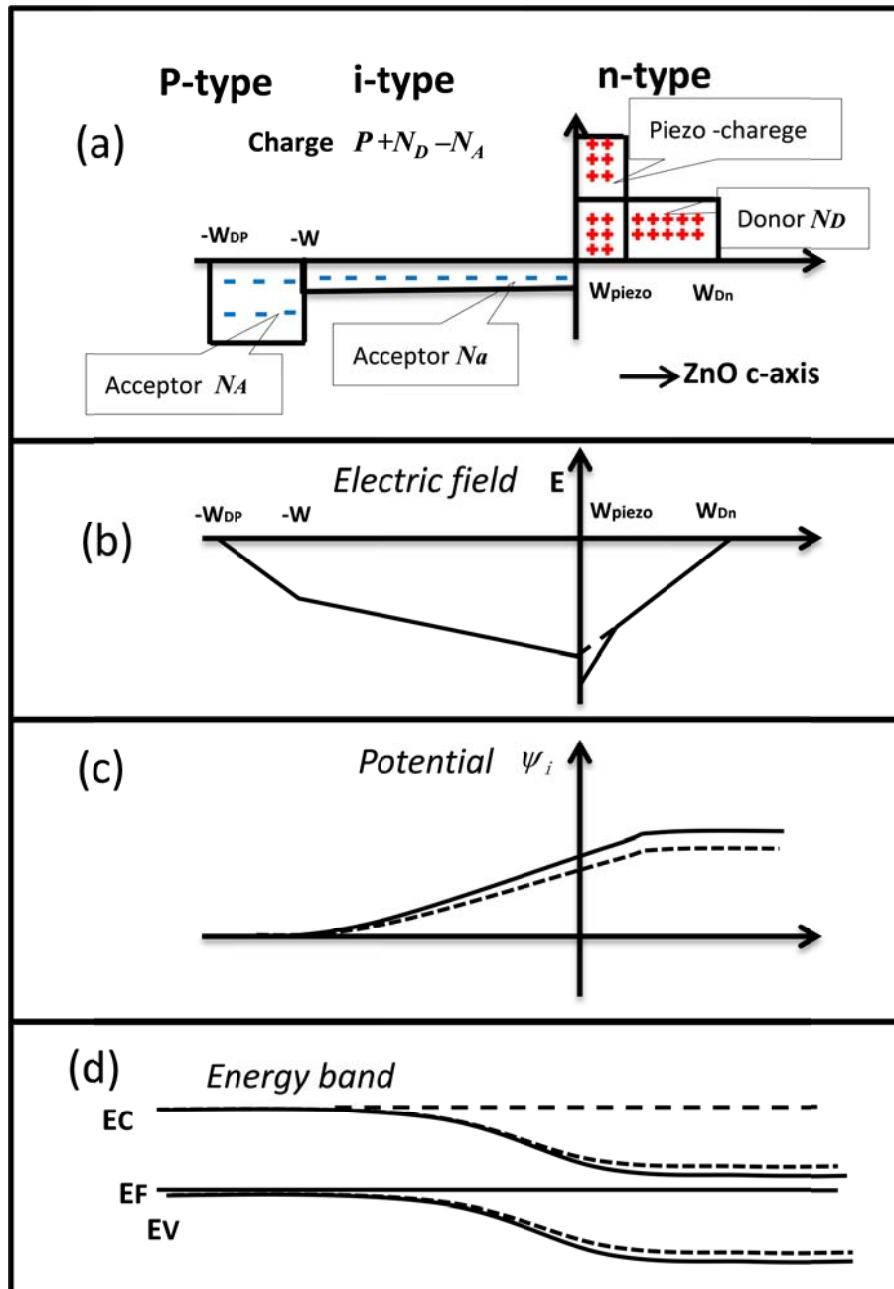 P-type i-type n-type
(a)
Charge P+N_D −N_A
Piezo -charege
Donor ND
-WDP -W
Wpiezo WDn
Acceptor Na
Acceptor NA
ZnO c-axis
Electric field E
-WDP -W Wpiezo WDn
(b)
(c)
Potential ψ_i
(d)
Energy band
EC
EF
EV